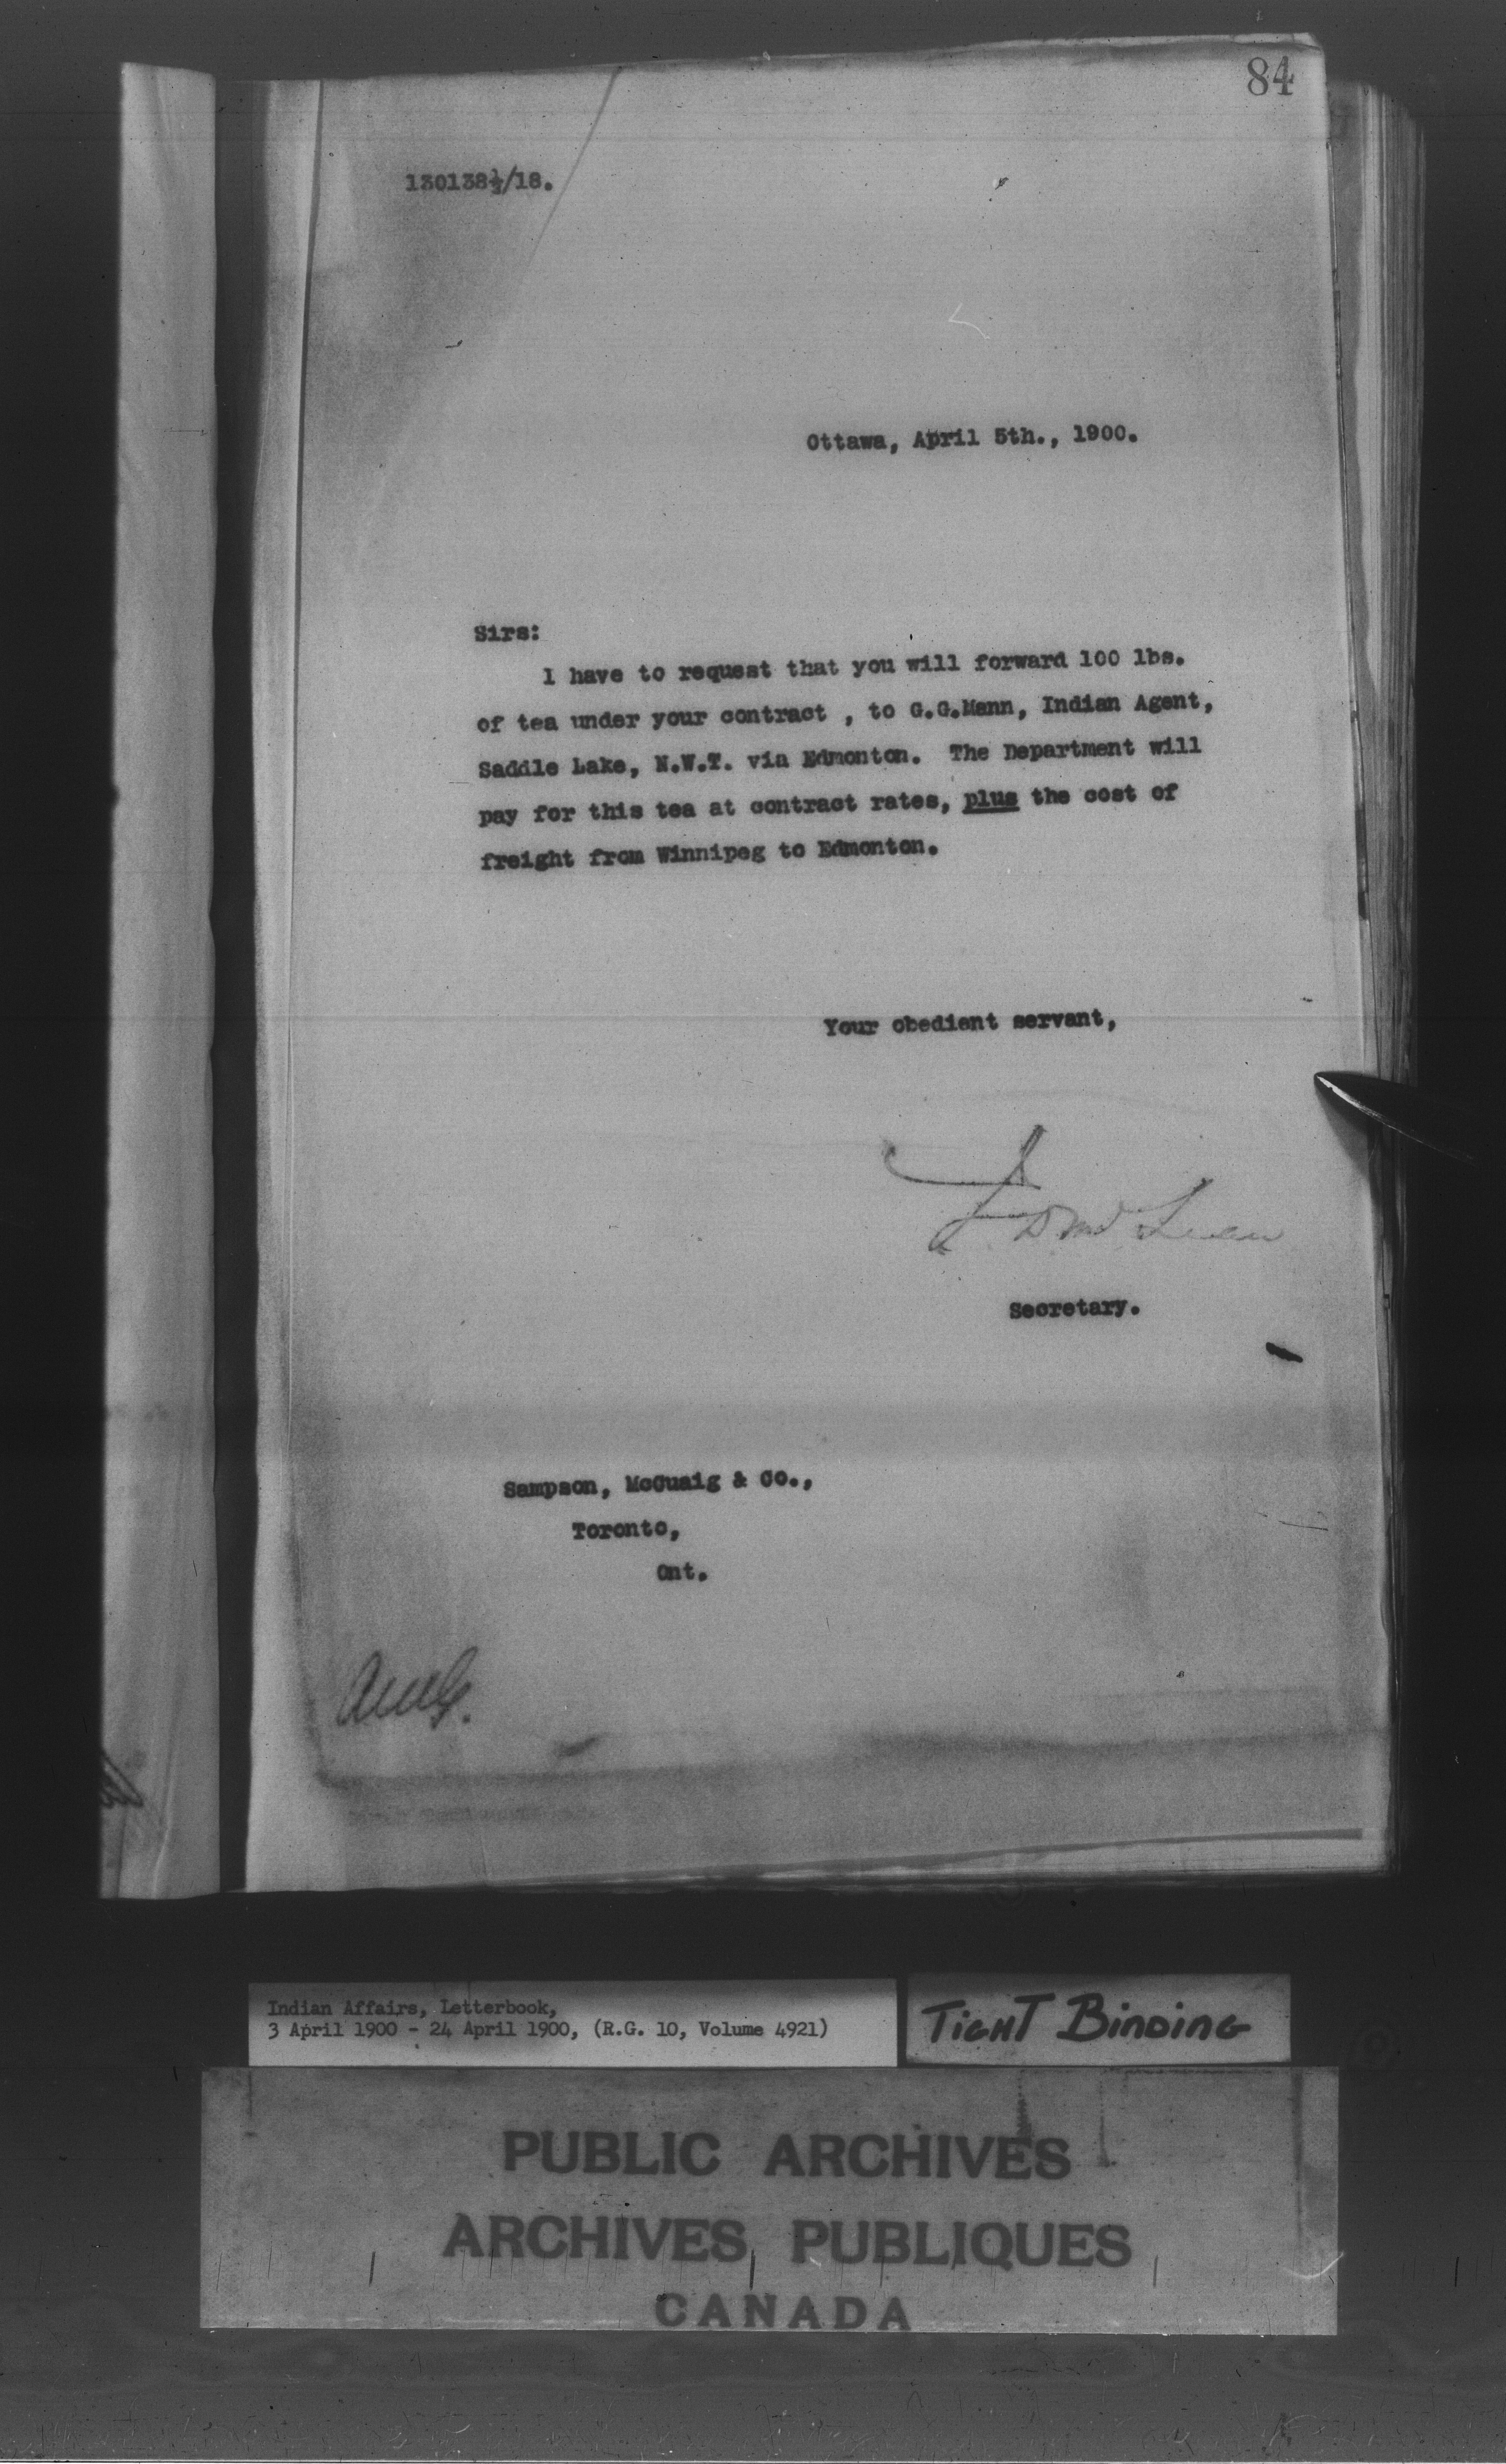 84
130138½/18.
Ottawa, April 5th., 1900.
Sirs:
I have to request that you will forward 100 lbs.
of tea under your contract , to G.G.Mann, Indian Agent,
Saddle Lake, N.W.T. via Edmonton. The Department will
pay for this tea at contract rates, plus the cost of
freight from Winnipeg to Edmonton.
Your obedient servant,
J D McLean
Secretary.
Sampson, McCuaig & Co.,
Toronto,
Ont.
Indian Affairs, Letterbook,
3 April 1900 - 24 April 1900, (R.G. 10, Volume 4921)
TIGHT BINDING
PUBLIC ARCHIVES
ARCHIVES PUBLIQUES
CANADA